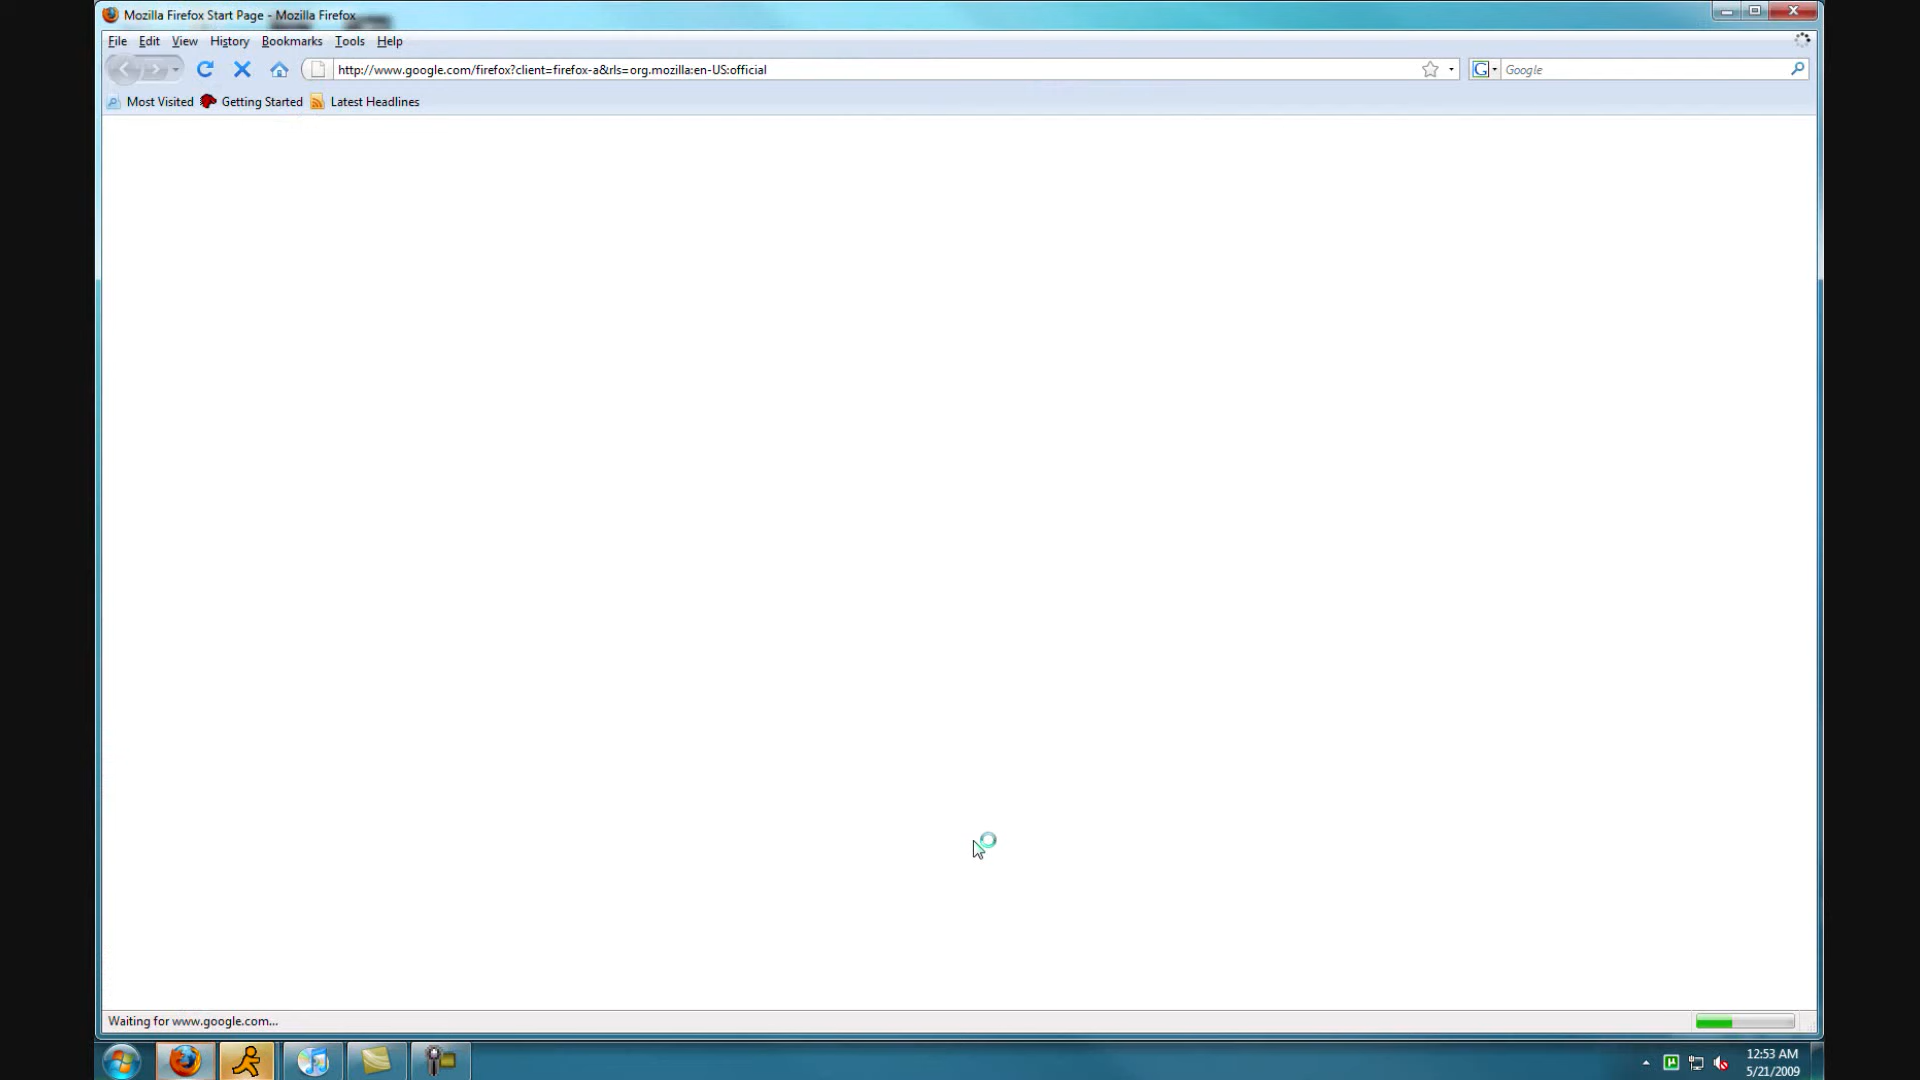 Mozilla Firefox Start Page - Mozilla Firefox
File Edit View History Bookmarks Tools Help
http://www.google.com/firefox?client=firefox-a&rls=org.mozilla:en-US:official
G Google
Most Visited Getting Started Latest Headlines
Waiting for www.google.com...
12:53 AM
5/21/2009